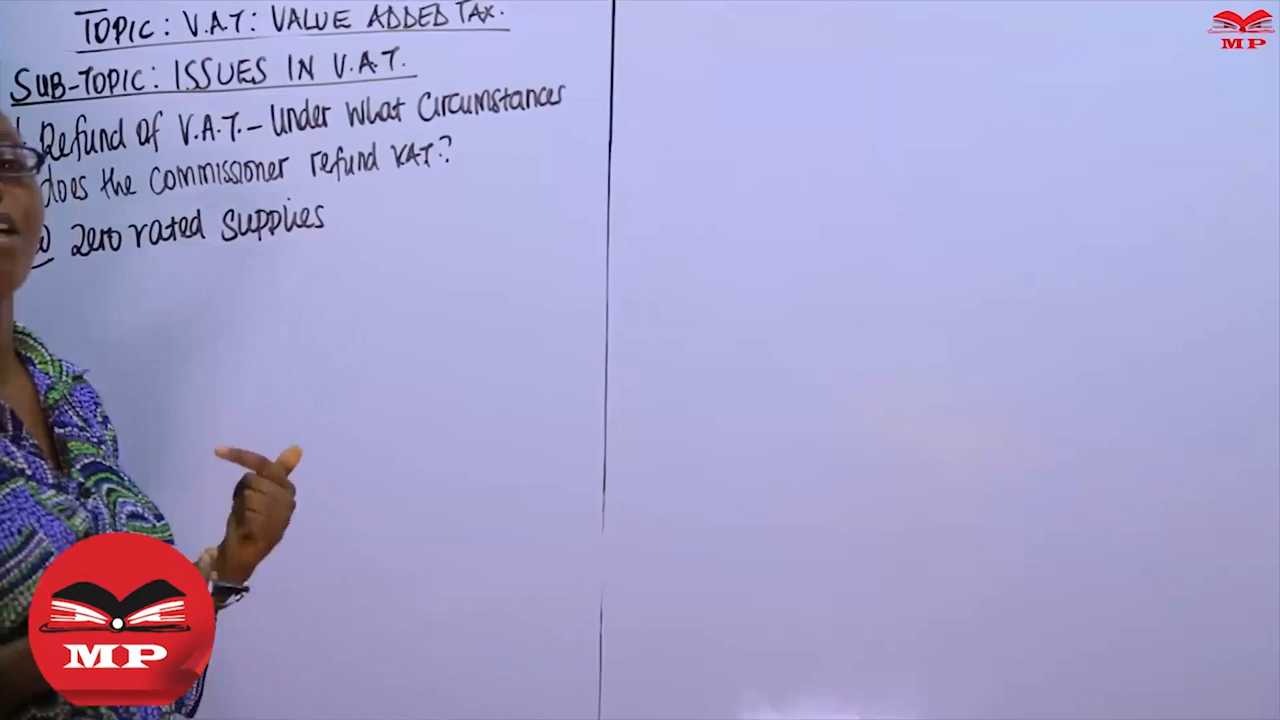 TOPIC: V.A.T: VALUE ADDED TAX.
SUB-TOPIC: ISSUES IN V.A.T.
Refund of V.A.T. - Under What Circumstances
does the Commissioner refund V.A.T.?
Zero rated Supplies
MP
MP